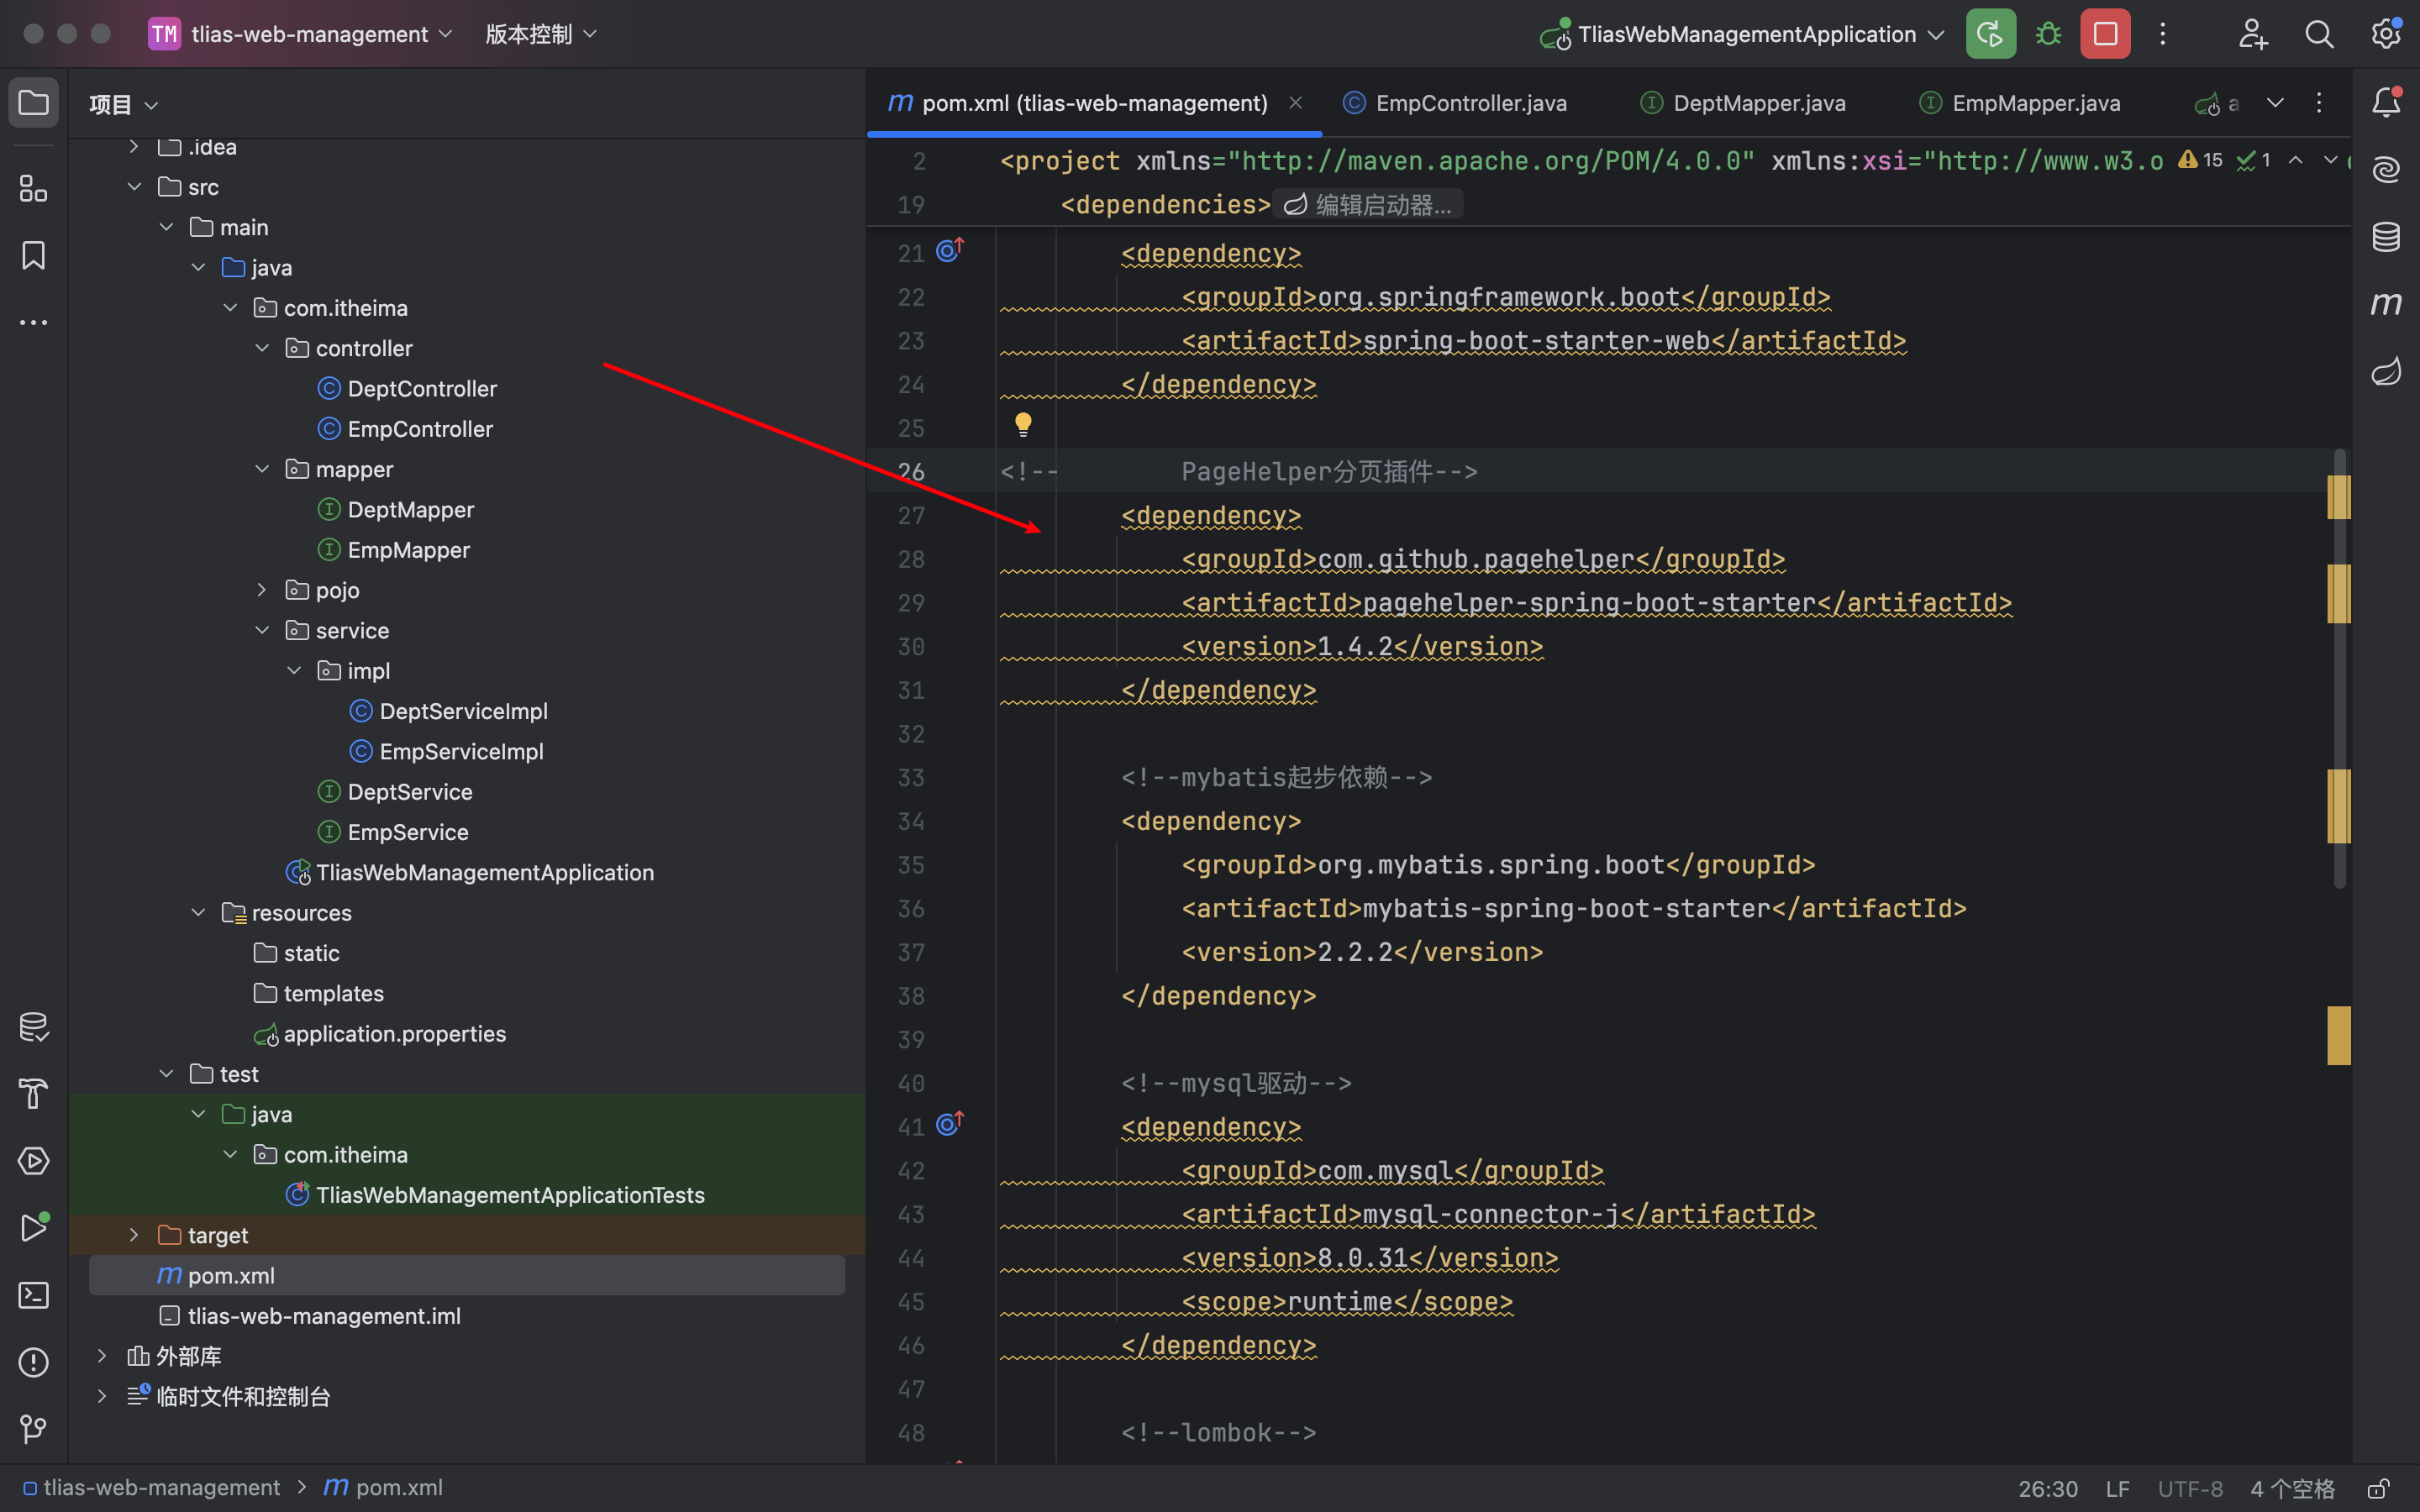 TM tlias-web-management 版本控制 TliasWebManagementApplication
项目
.idea
src
main
java
com.itheima
controller
DeptController
EmpController
mapper
DeptMapper
EmpMapper
pojo
service
impl
DeptServiceImpl
EmpServiceImpl
DeptService
EmpService
TliasWebManagementApplication
resources
static
templates
application.properties
test
java
com.itheima
TliasWebManagementApplicationTests
target
pom.xml
tlias-web-management.iml
外部库
临时文件和控制台
pom.xml (tlias-web-management) EmpController.java DeptMapper.java EmpMapper.java a
2 <project xmlns="http://maven.apache.org/POM/4.0.0" xmlns:xsi="http://www.w3.o 15 1
19 <dependencies> 编辑启动器...
21 <dependency>
22 <groupId>org.springframework.boot</groupId>
23 <artifactId>spring-boot-starter-web</artifactId>
24 </dependency>
25
26 <!-- PageHelper分页插件-->
27 <dependency>
28 <groupId>com.github.pagehelper</groupId>
29 <artifactId>pagehelper-spring-boot-starter</artifactId>
30 <version>1.4.2</version>
31 </dependency>
32
33 <!--mybatis起步依赖-->
34 <dependency>
35 <groupId>org.mybatis.spring.boot</groupId>
36 <artifactId>mybatis-spring-boot-starter</artifactId>
37 <version>2.2.2</version>
38 </dependency>
39
40 <!--mysql驱动-->
41 <dependency>
42 <groupId>com.mysql</groupId>
43 <artifactId>mysql-connector-j</artifactId>
44 <version>8.0.31</version>
45 <scope>runtime</scope>
46 </dependency>
47
48 <!--lombok-->
tlias-web-management > m pom.xml 26:30 LF UTF-8 4 个空格